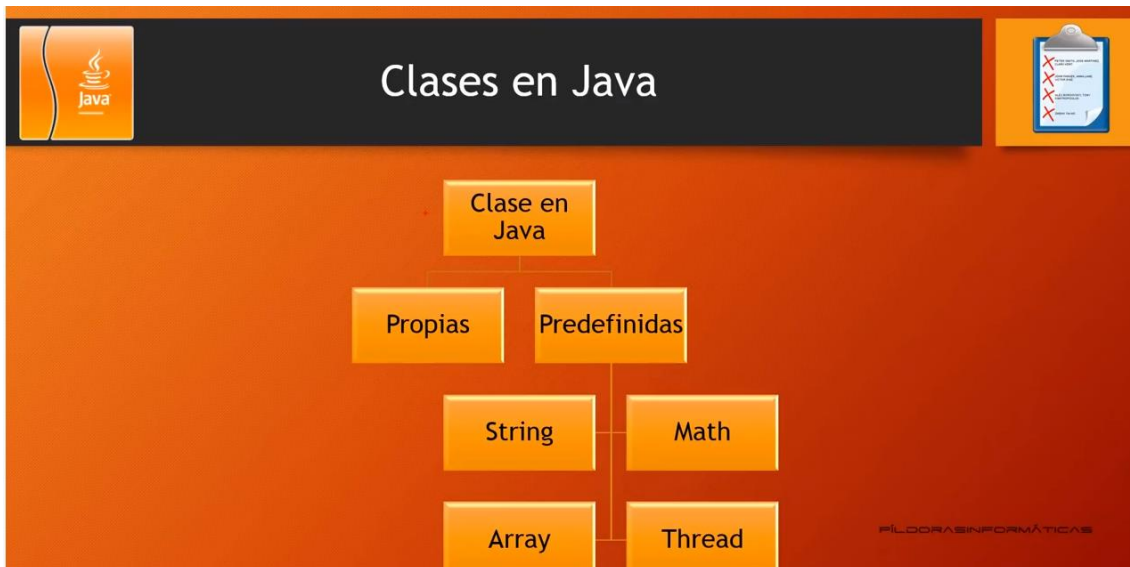 Java
Clases en Java
Clase en
Java
Propias
Predefinidas
String
Math
Array
Thread
PÍLDORASINFORMÁTICAS